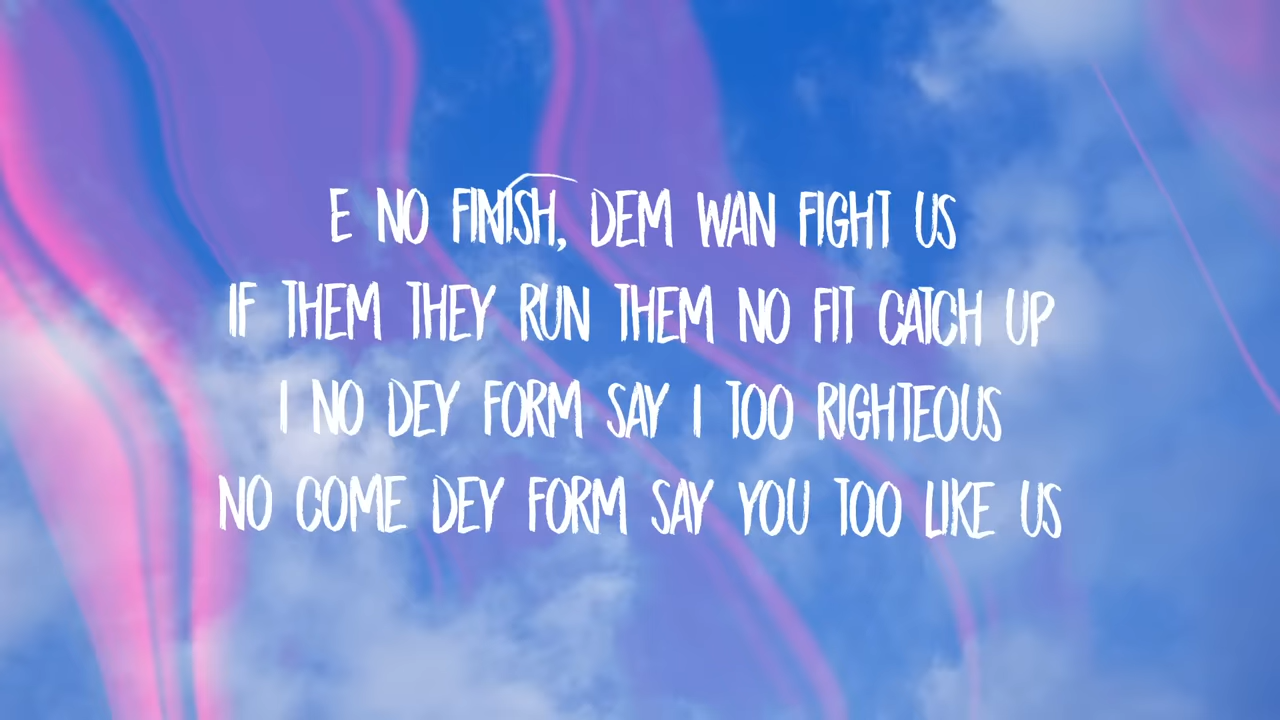 E NO FINISH, DEM WAN FIGHT US
IF THEM THEY RUN THEM NO FIT CATCH UP
I NO DEY FORM SAY I TOO RIGHTEOUS
NO COME DEY FORM SAY YOU TOO LIKE US